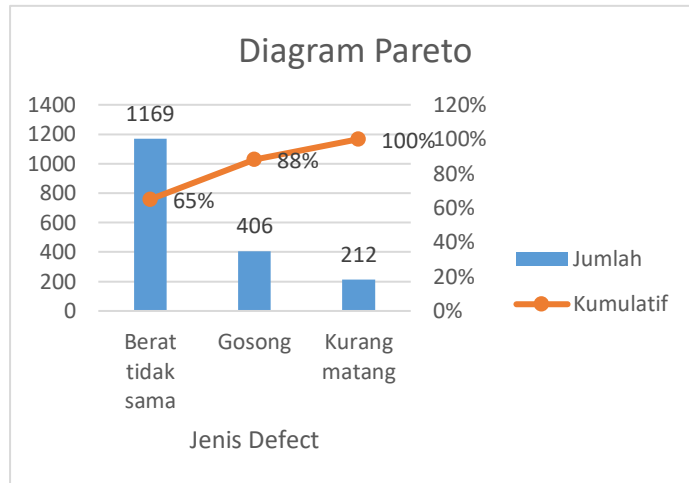 Diagram Pareto
1400
1200
1000
800
600
400
200
0
1169
406
212
65%
88%
100%
120%
100%
80%
60%
40%
20%
0%
Berat
tidak
sama
Gosong
Kurang
matang
Jenis Defect
Jumlah
Kumulatif